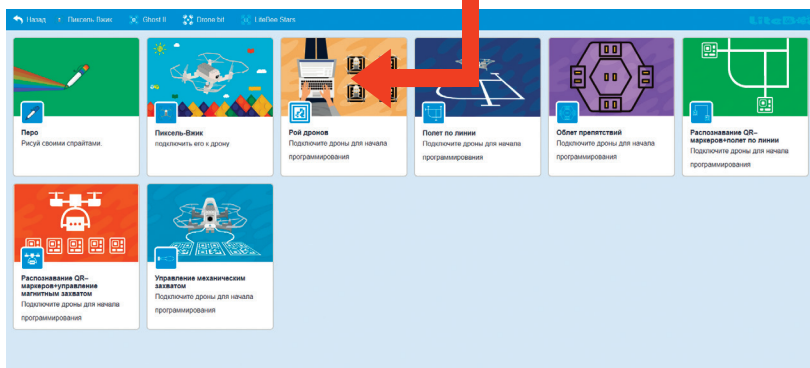 Назад
Пиксель Вжик
Ghost II
Drone txt
LiteBee Stars
Перо
Рисуй своими спрайтами.
Пиксель-Вжик
подключить его к дрону
Рой дронов
Подключите дроны для начала
программирования
Полет по линии
Подключите дроны для начала
программирования
Облет препятствий
Подключите дроны для начала
программирования
Распознавание QR–
маркеров+полет по линии
Подключите дроны для начала
программирования
Распознавание QR–
маркеров+управление
магнитным захватом
Подключите дроны для начала
программирования
Управление механическим
захватом
Подключите дроны для начала
программирования